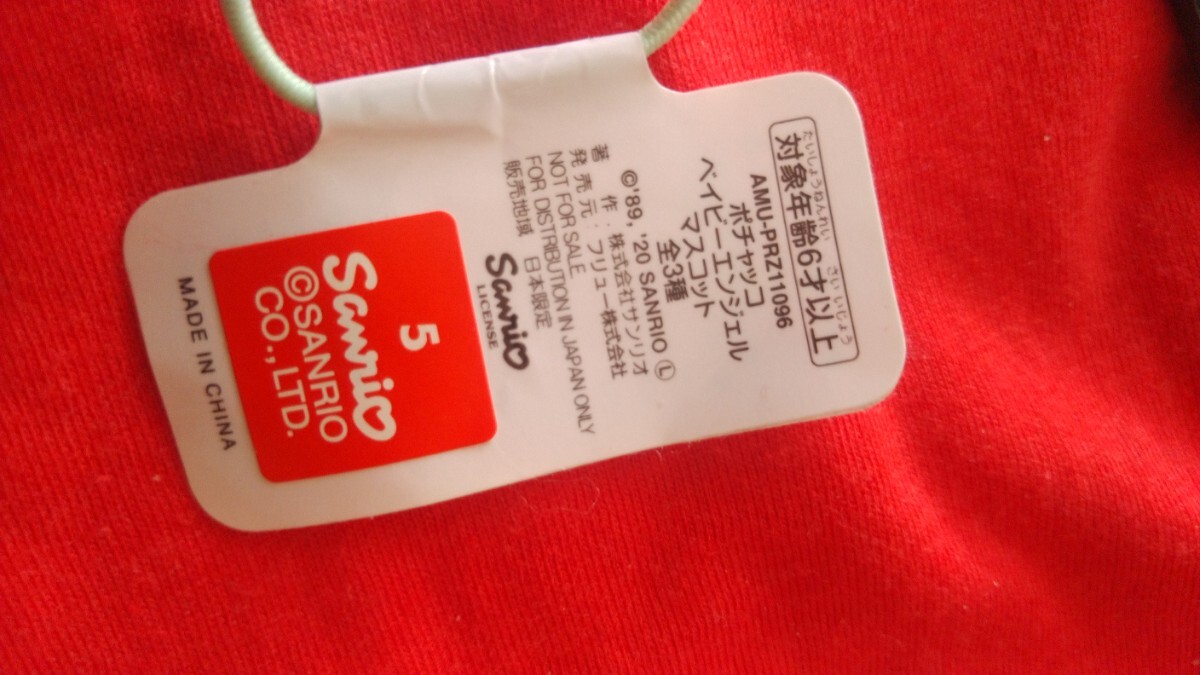 たいしょうねんれい さい いじょう
対象年齢6才以上
AMU-PRZ11096
ポチャッコ
ベイビーエンジェル
マスコット
全3種
©'89, '20 SANRIO Ⓛ
著 作：株式会社サンリオ
発売元：フリュー株式会社
NOT FOR SALE
FOR DISTRIBUTION IN JAPAN ONLY
販売地域 日本限定
Sanrio
LICENSE
5
Sanrio
©SANRIO
CO., LTD.
MADE IN CHINA